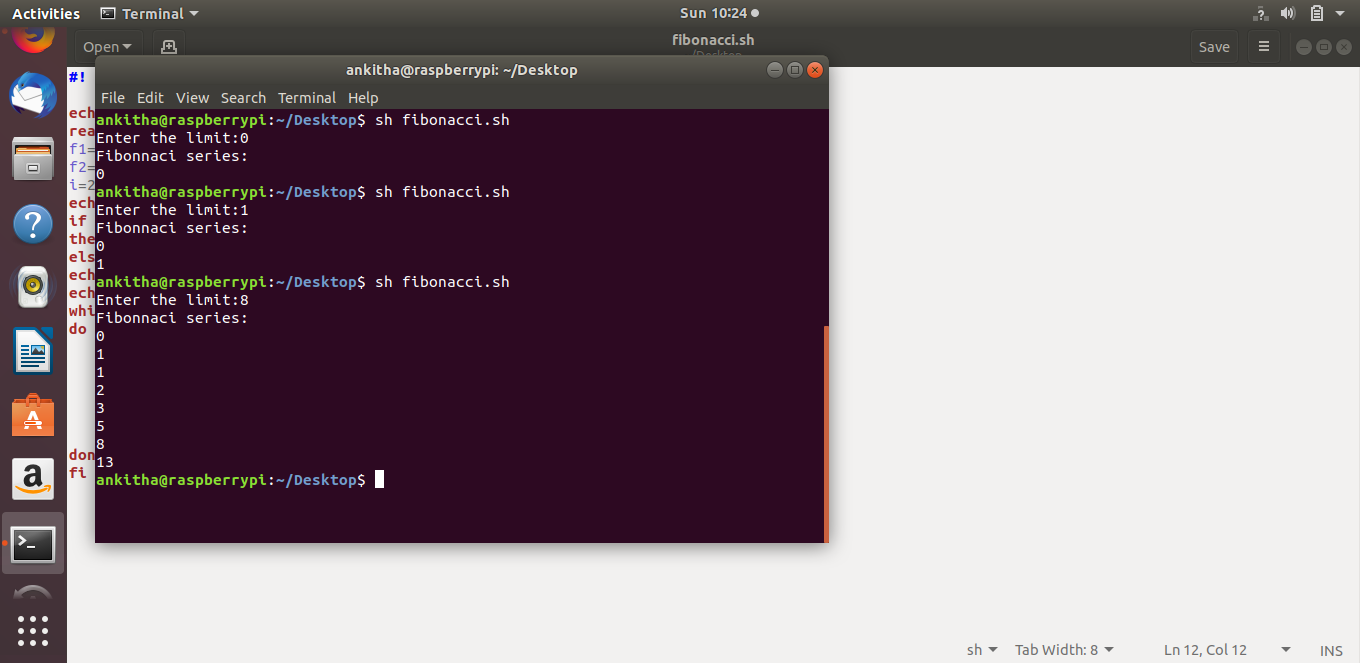 Activities Terminal Sun 10:24
Open fibonacci.sh Save
~/Desktop
ankitha@raspberrypi: ~/Desktop
File Edit View Search Terminal Help
ankitha@raspberrypi:~/Desktop$ sh fibonacci.sh
Enter the limit:0
Fibonnaci series:
0
ankitha@raspberrypi:~/Desktop$ sh fibonacci.sh
Enter the limit:1
Fibonnaci series:
0
1
ankitha@raspberrypi:~/Desktop$ sh fibonacci.sh
Enter the limit:8
Fibonnaci series:
0
1
1
2
3
5
8
13
ankitha@raspberrypi:~/Desktop$
#!
ech
rea
f1=
f2=
i=2
ech
if
the
els
ech
ech
whi
do
don
fi
sh Tab Width: 8 Ln 12, Col 12 INS